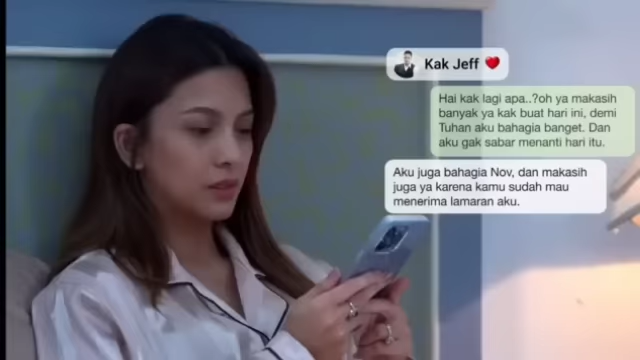 Kak Jeff ❤️
Hai kak lagi apa..?oh ya makasih
banyak ya kak buat hari ini, demi
Tuhan aku bahagia banget. Dan
aku gak sabar menanti hari itu.
Aku juga bahagia Nov, dan makasih
juga ya karena kamu sudah mau
menerima lamaran aku.